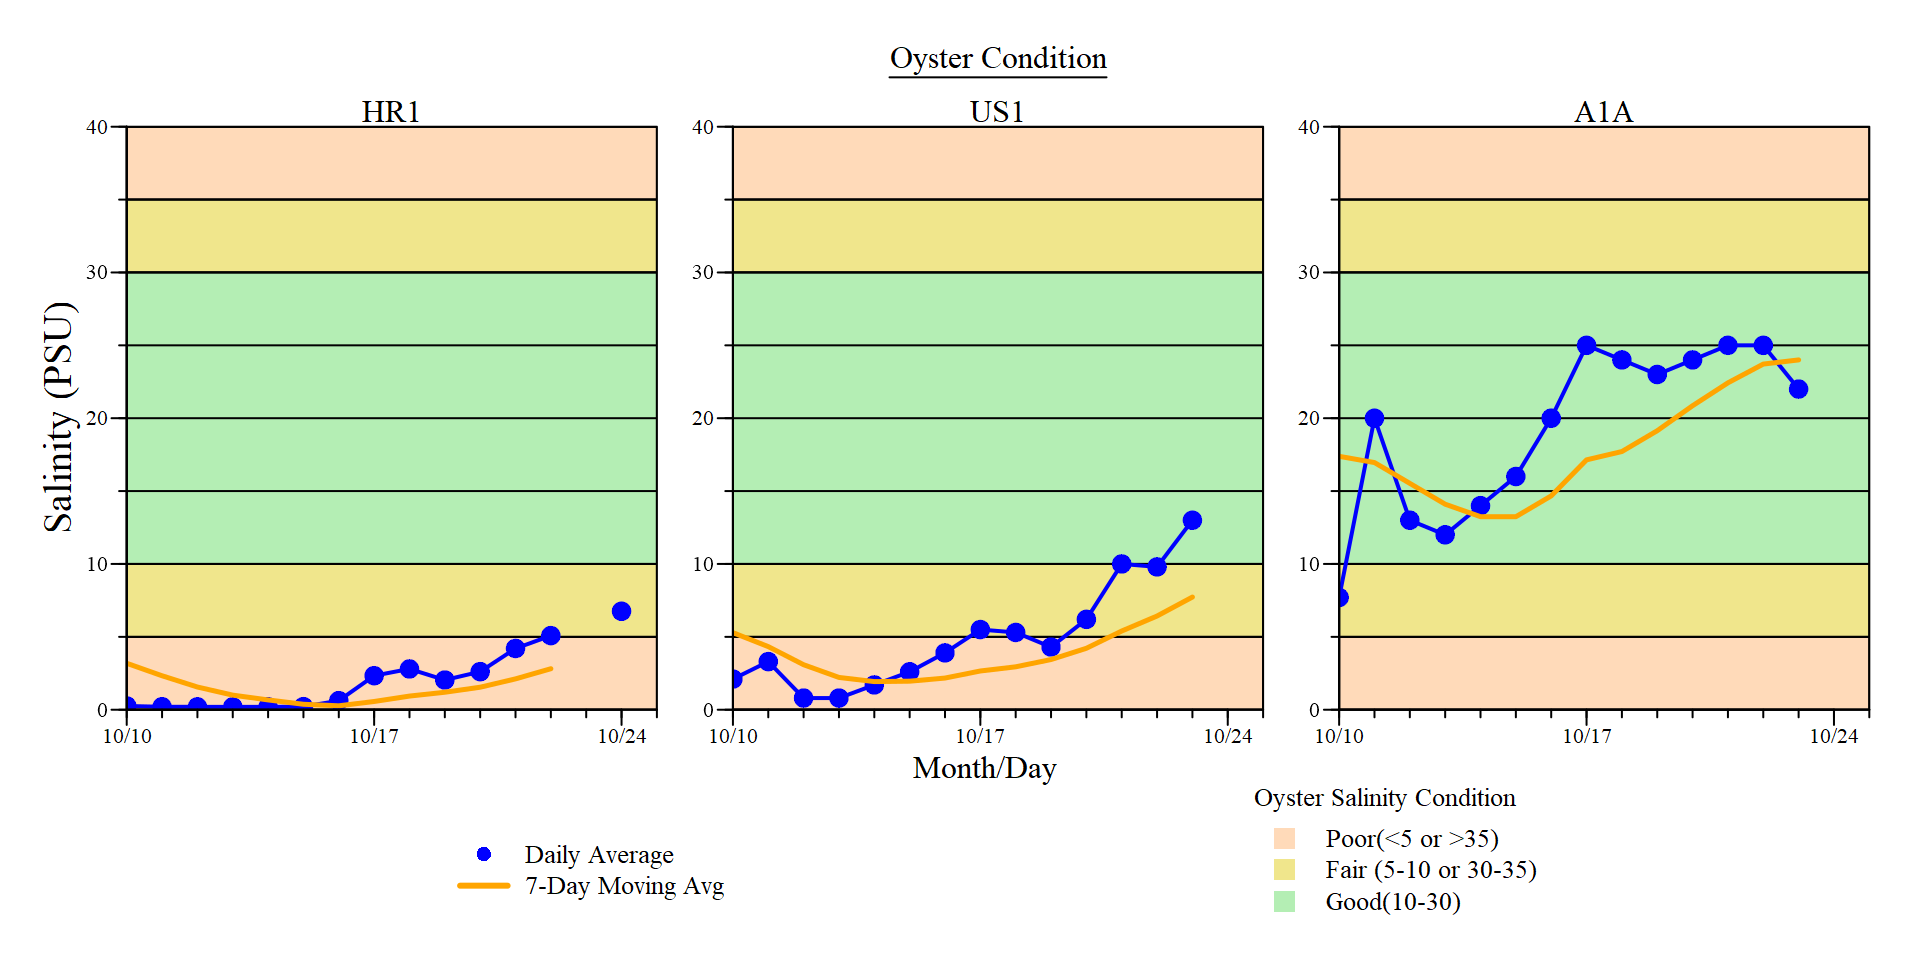 Oyster Condition
HR1
US1
A1A
Salinity (PSU)
40
30
20
10
0
10/10
10/17
10/24
40
30
20
10
0
10/10
10/17
10/24
40
30
20
10
0
10/10
10/17
10/24
Month/Day
Daily Average
7-Day Moving Avg
Oyster Salinity Condition
Poor(<5 or >35)
Fair (5-10 or 30-35)
Good(10-30)